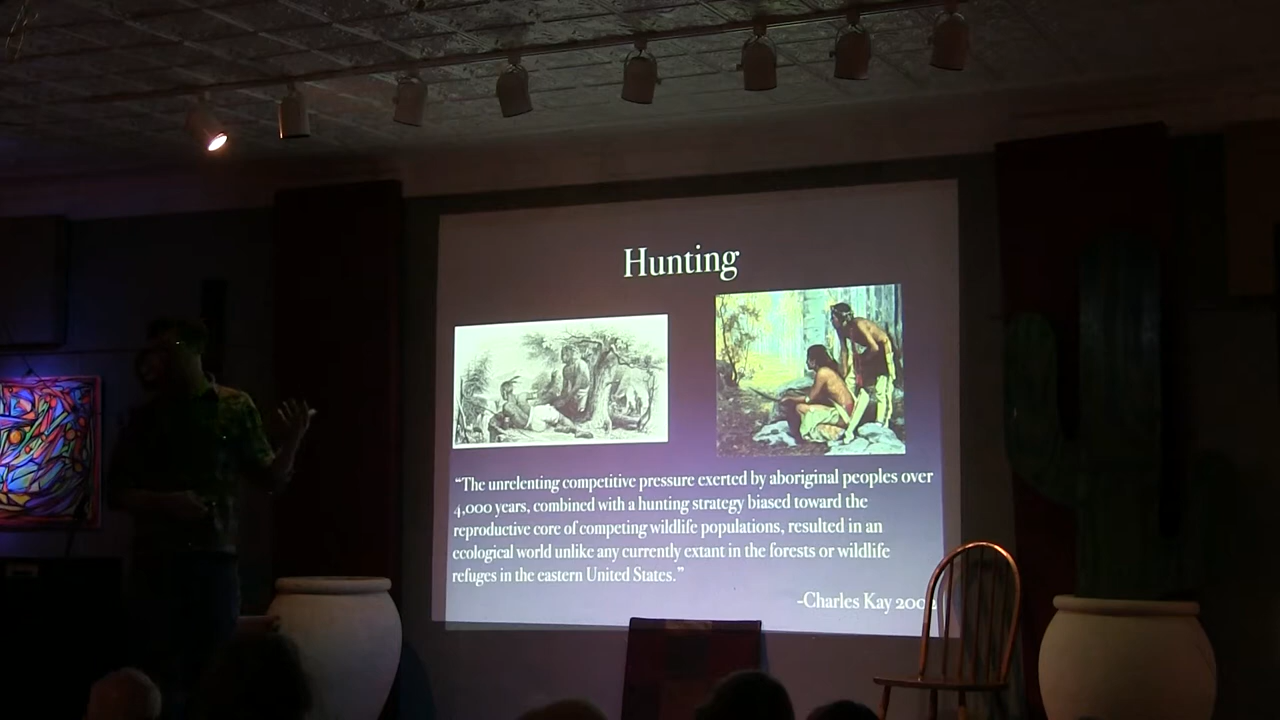 Hunting
“The unrelenting competitive pressure exerted by aboriginal peoples over
4,000 years, combined with a hunting strategy biased toward the
reproductive core of competing wildlife populations, resulted in an
ecological world unlike any currently extant in the forests or wildlife
refuges in the eastern United States.”
-Charles Kay 2002